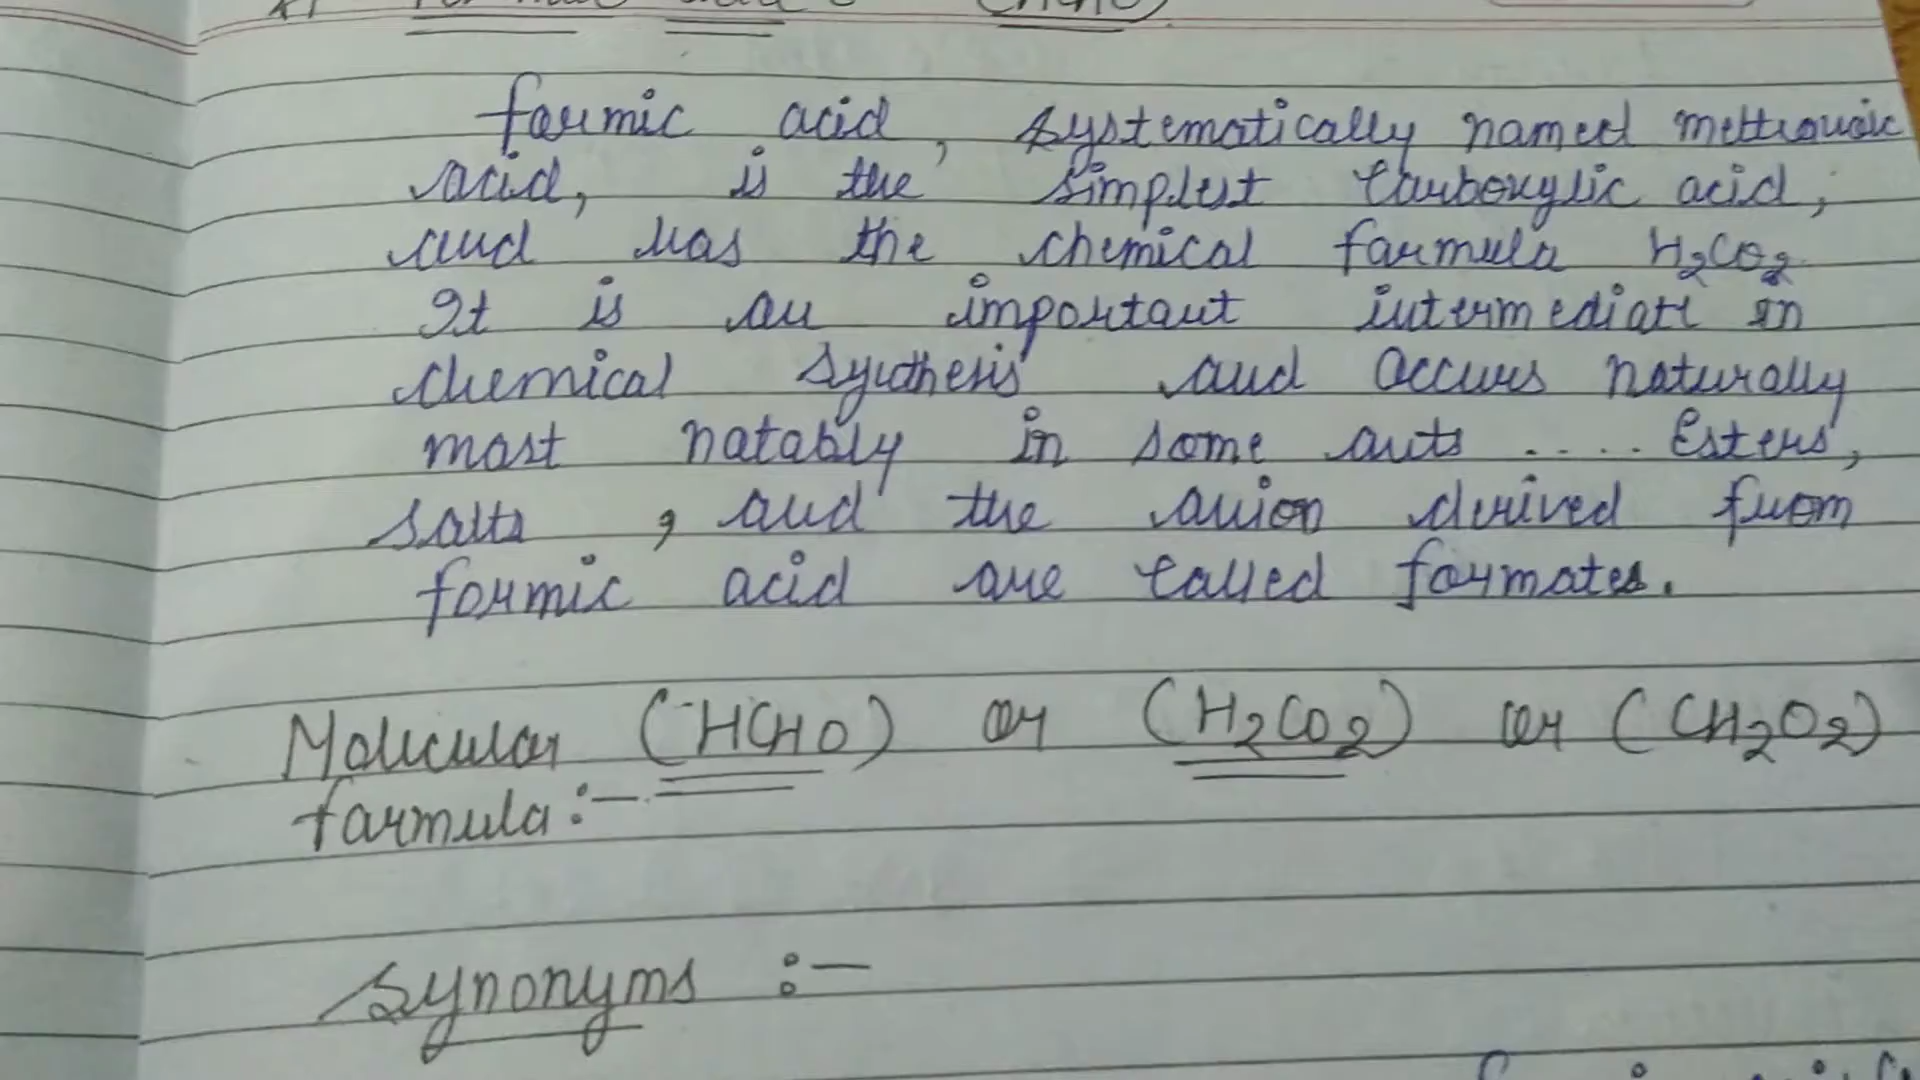 formic acid, systematically named methanoic
acid, is the simplest carboxylic acid,
and has the chemical formula H2CO2
It is an important intermediate in
chemical synthesis and occurs naturally
most notably in some ants .... Esters,
salts, and the anion derived from
formic acid are called formates.
Molecular (HCHO) or (H2CO2) or (CH2O2)
formula:-
Synonyms :-